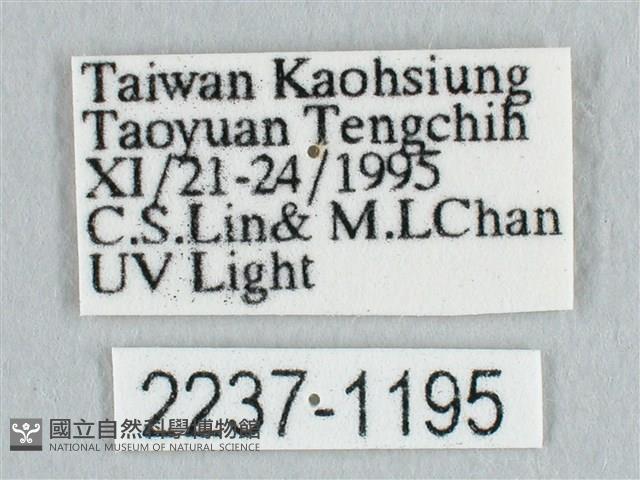 Taiwan Kaohsiung
Taoyuan Tengchih
XI/21-24/1995
C.S.Lin& M.LChan
UV Light
2237-1195
國立自然科學博物館
NATIONAL MUSEUM OF NATURAL SCIENCE